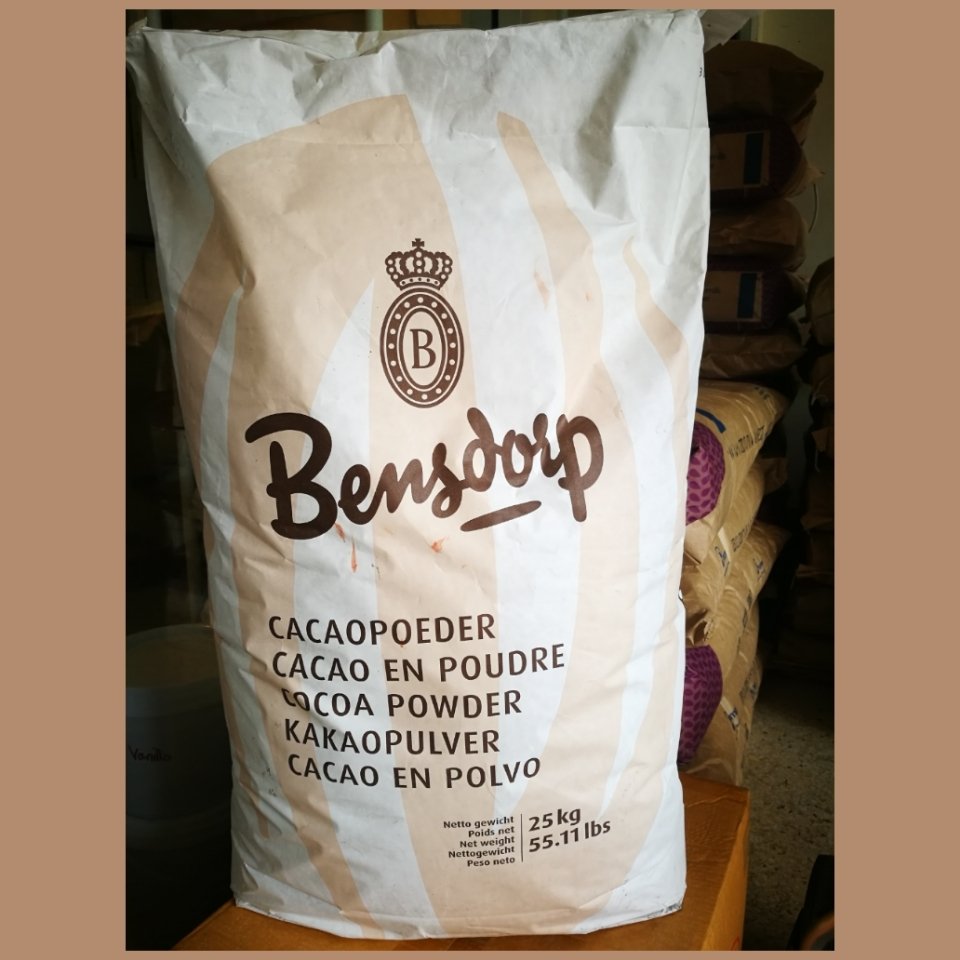 B
Bensdorp
CACAOPOEDER
CACAO EN POUDRE
COCOA POWDER
KAKAOPULVER
CACAO EN POLVO
Netto gewicht
Poids net
Net weight
Nettogewicht
Peso neto
25 kg
55.11 lbs
Vanilla